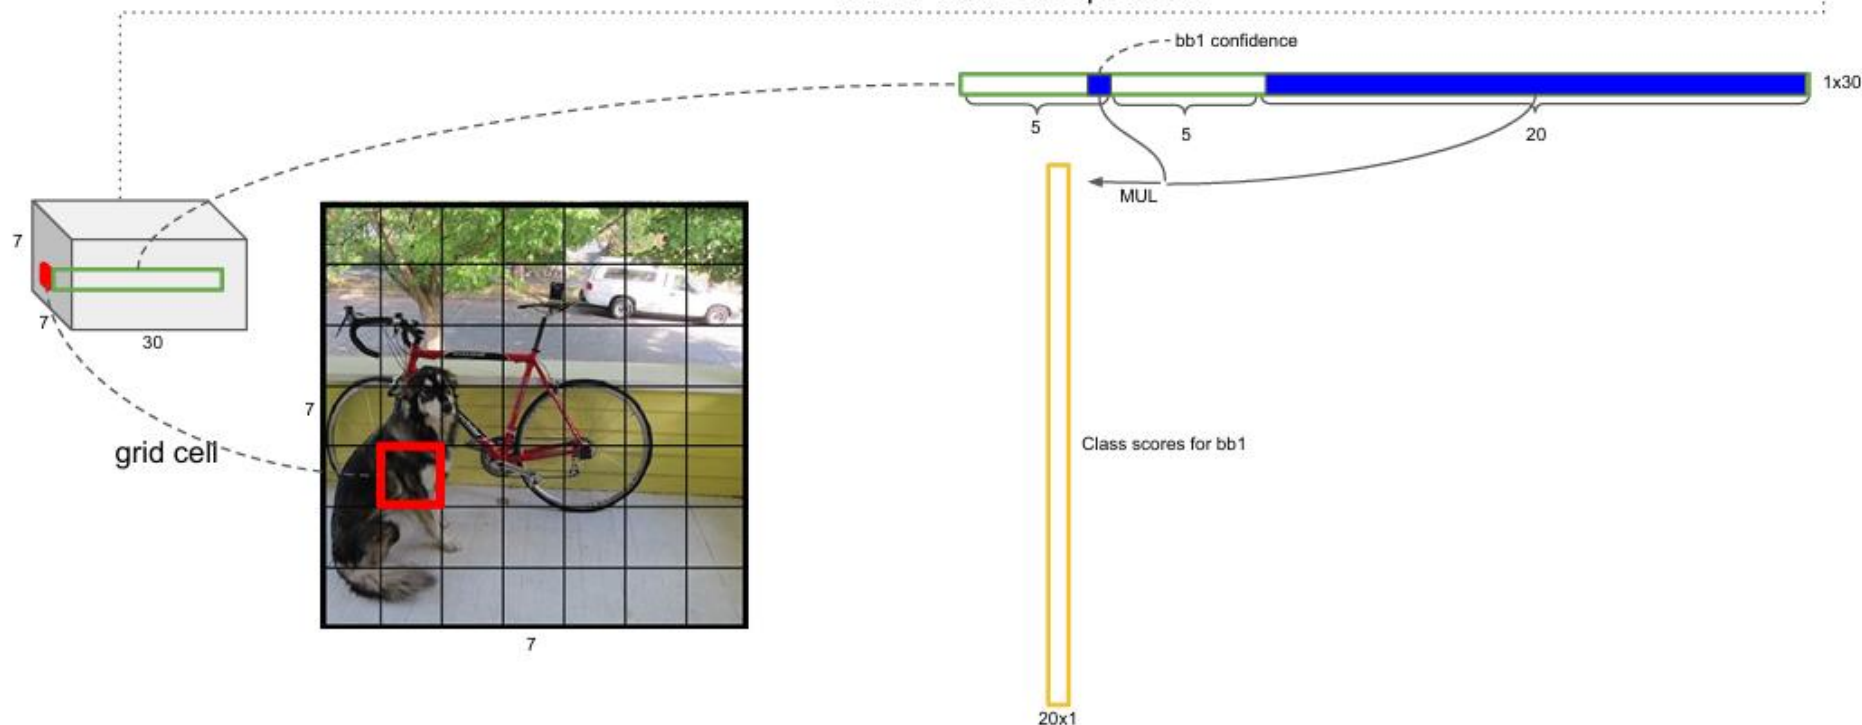 bb1 confidence
1x30
5
5
20
MUL
7
7
30
7
grid cell
7
Class scores for bb1
20x1